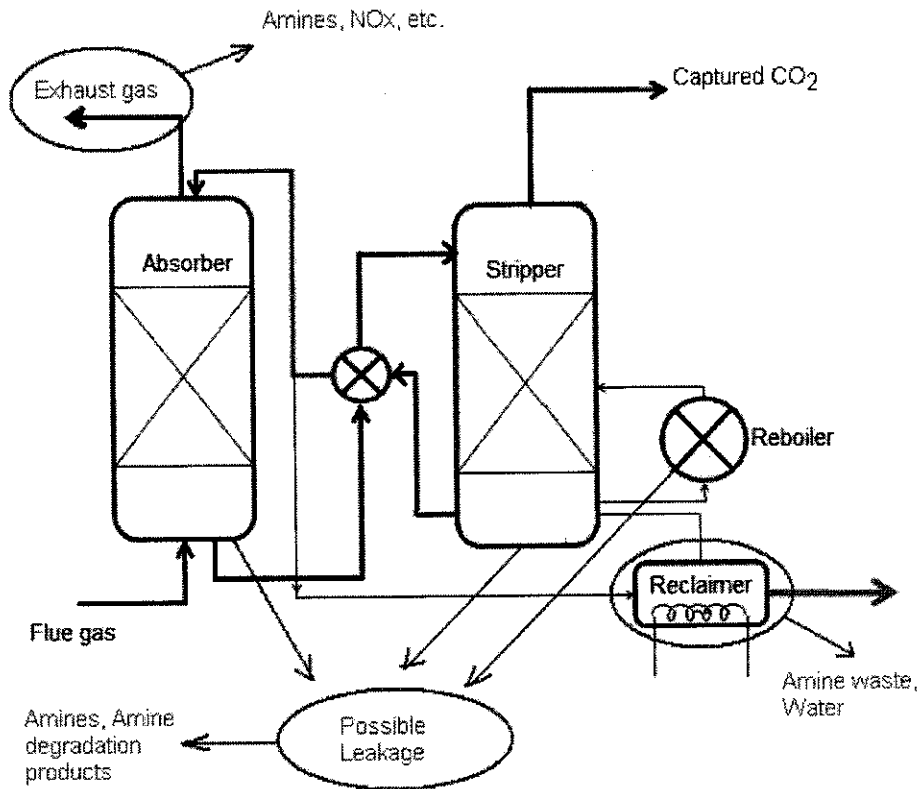 Amines, NOx, etc.
Exhaust gas
Captured CO2
Absorber
Stripper
Reboiler
Reclaimer
Flue gas
Amine waste,
Water
Possible
Leakage
Amines, Amine
degradation
products